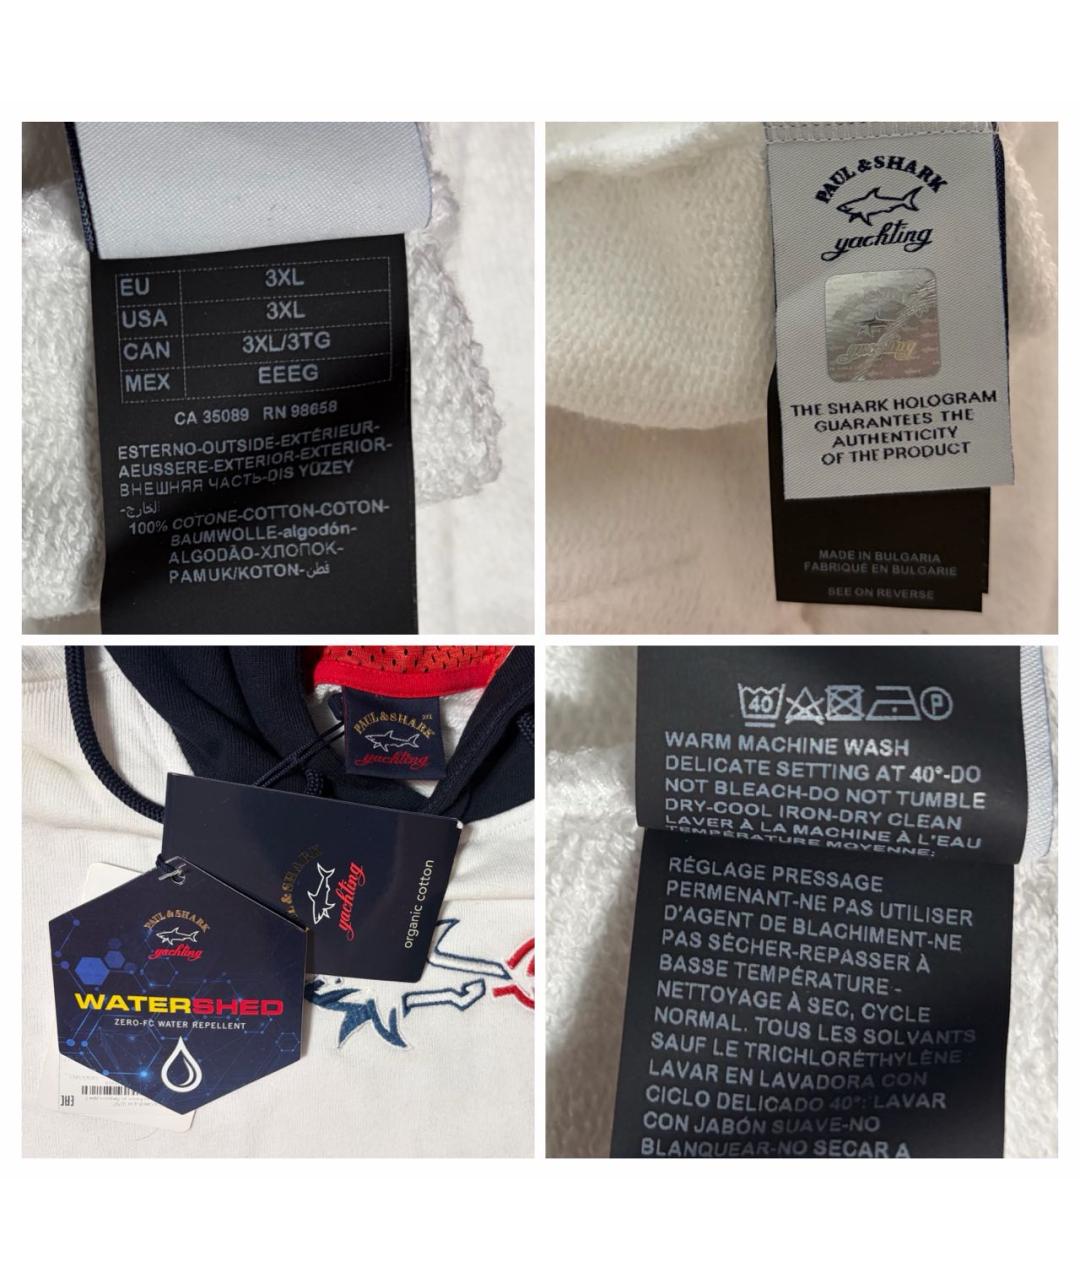 EU 3XL
USA 3XL
CAN 3XL/3TG
MEX EEEG
CA 35089 RN 98658
ESTERNO-OUTSIDE-EXTÉRIEUR-
AEUSSERE-EXTERIOR-EXTERIOR-
ВНЕШНЯЯ ЧАСТЬ-DIS YÜZEY
-الخارج-
100% COTONE-COTTON-COTON-
BAUMWOLLE-algodón-
ALGODÃO-ХЛОПОК-
PAMUK/KOTON-قطن
PAUL & SHARK
yachting
yachting
THE SHARK HOLOGRAM
GUARANTEES THE
AUTHENTICITY
OF THE PRODUCT
MADE IN BULGARIA
FABRIQUÉ EN BULGARIE
SEE ON REVERSE
3XL
PAUL & SHARK
yachting
L & SHARK
yachting
organic cotton
PAUL & SHARK
yachting
WATERSHED
ZERO-FC WATER REPELLENT
EAC
40 P
WARM MACHINE WASH
DELICATE SETTING AT 40°-DO
NOT BLEACH-DO NOT TUMBLE
DRY-COOL IRON-DRY CLEAN
LAVER À LA MACHINE À L'EAU
TEMPÉRATURE MOYENNE;
RÉGLAGE PRESSAGE
PERMENANT-NE PAS UTILISER
D'AGENT DE BLACHIMENT-NE
PAS SÉCHER-REPASSER À
BASSE TEMPÉRATURE-
NETTOYAGE À SEC, CYCLE
NORMAL. TOUS LES SOLVANTS
SAUF LE TRICHLORÉTHYLÈNE
LAVAR EN LAVADORA CON
CICLO DELICADO 40°: LAVAR
CON JABÓN SUAVE-NO
BLANQUEAR-NO SECAR A